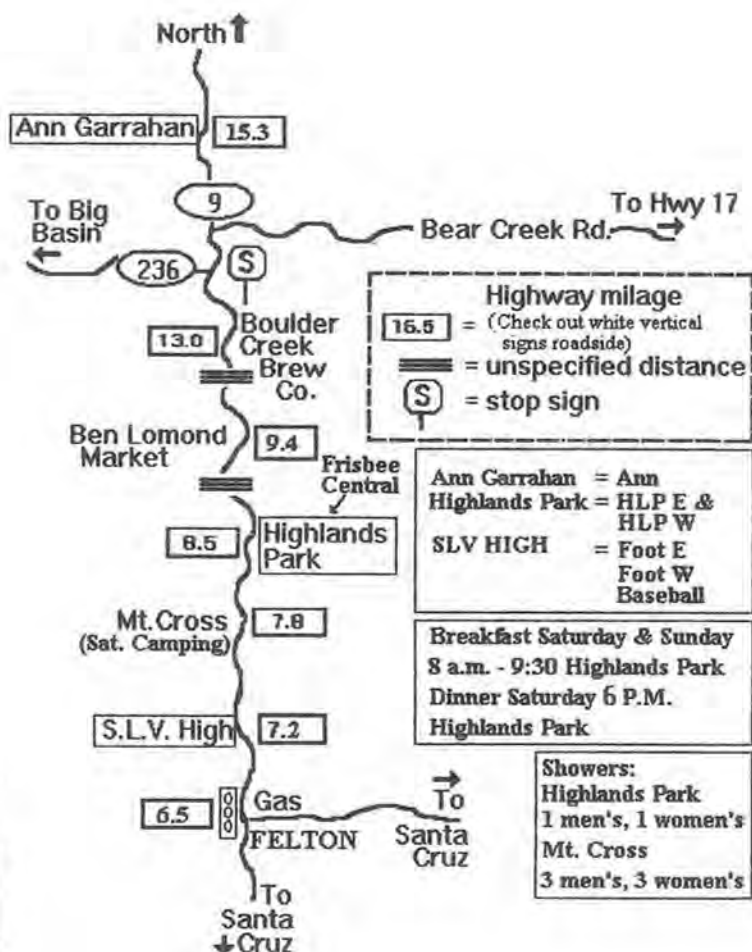 North
Ann Garrahan
15.3
9
To Big
Basin
236
Bear Creek Rd.
To Hwy 17
S
13.0
Boulder
Creek
Brew
Co.
Highway milage
16.5 = (Check out white vertical
signs roadside)
= unspecified distance
S = stop sign
Ben Lomond
Market
9.4
Frisbee
Central
8.5
Highlands
Park
Ann Garrahan = Ann
Highlands Park = HLP E &
HLP W
SLV HIGH = Foot E
Foot W
Baseball
Mt. Cross
(Sat. Camping)
7.8
Breakfast Saturday & Sunday
8 a.m. - 9:30 Highlands Park
Dinner Saturday 6 P.M.
Highlands Park
S.L.V. High
7.2
6.5
Gas
FELTON
To
Santa
Cruz
Showers:
Highlands Park
1 men's, 1 women's
Mt. Cross
3 men's, 3 women's
To
Santa
Cruz